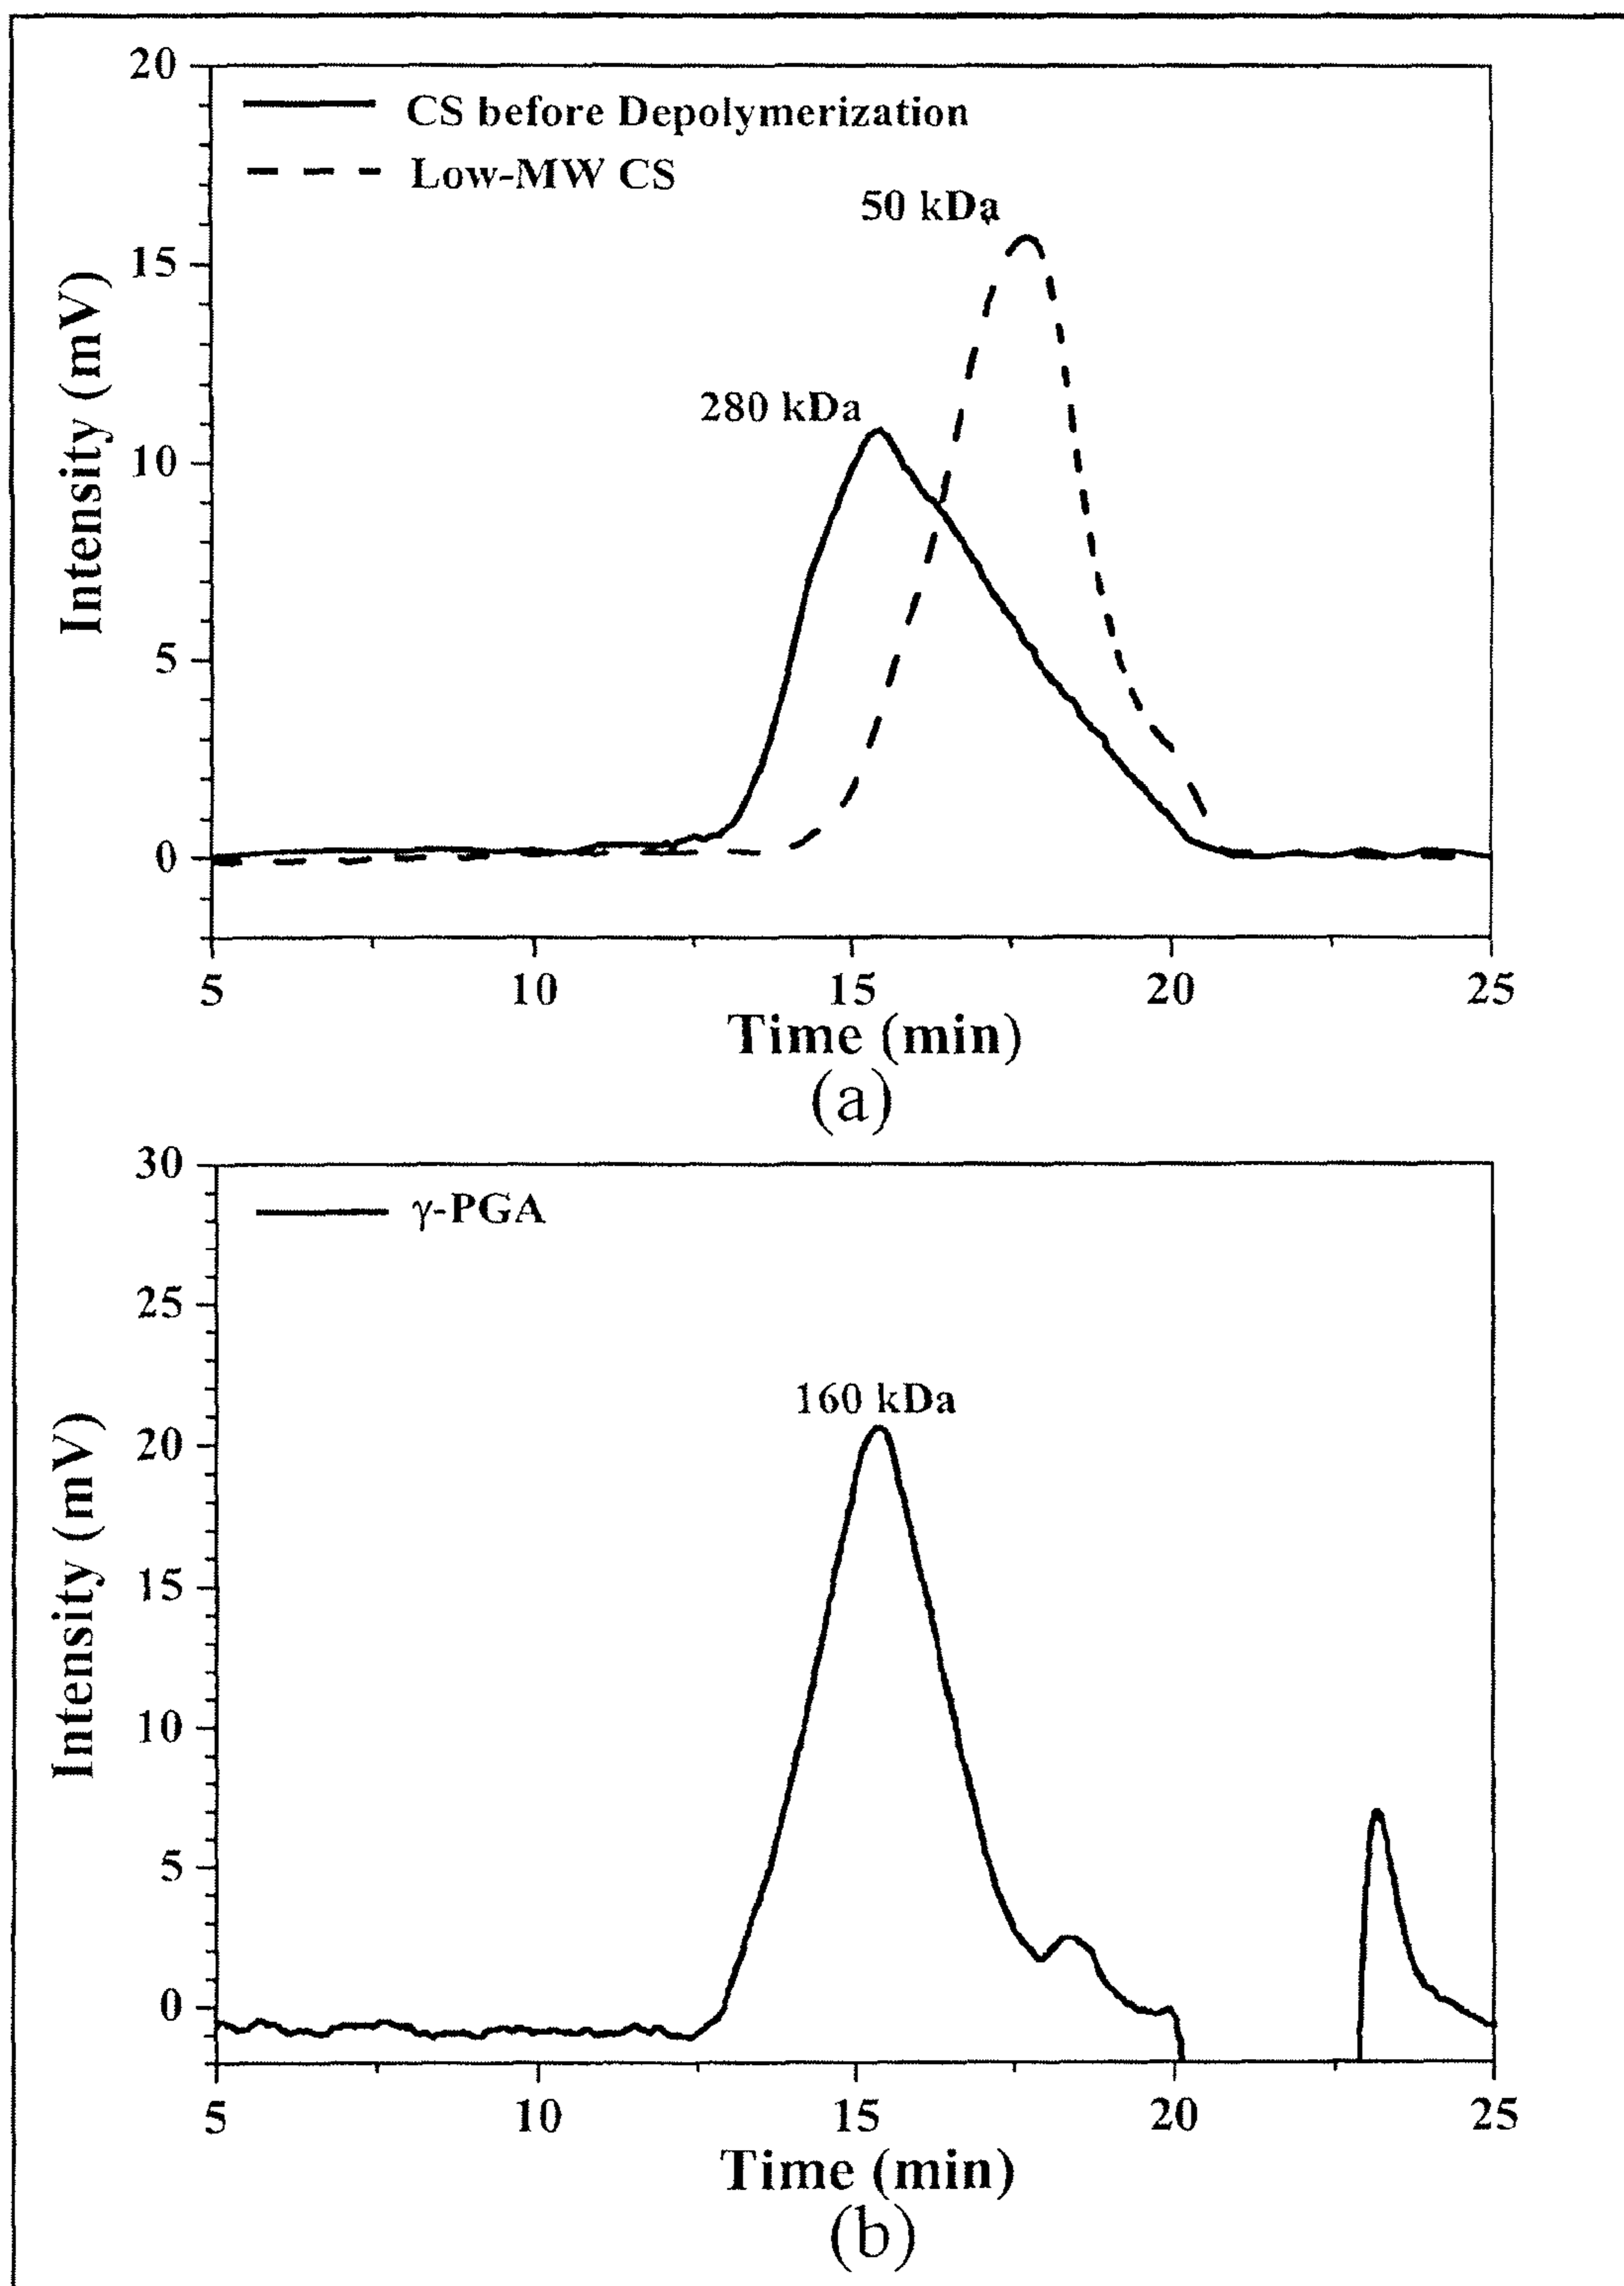 20
CS before Depolymerization
Low-MW CS
50 kDa
15
280 kDa
10
5
0
Intensity (mV)
5 10 15 20 25
Time (min)
(a)
30
γ-PGA
25
160 kDa
20
15
10
5
0
Intensity (mV)
5 10 15 20 25
Time (min)
(b)